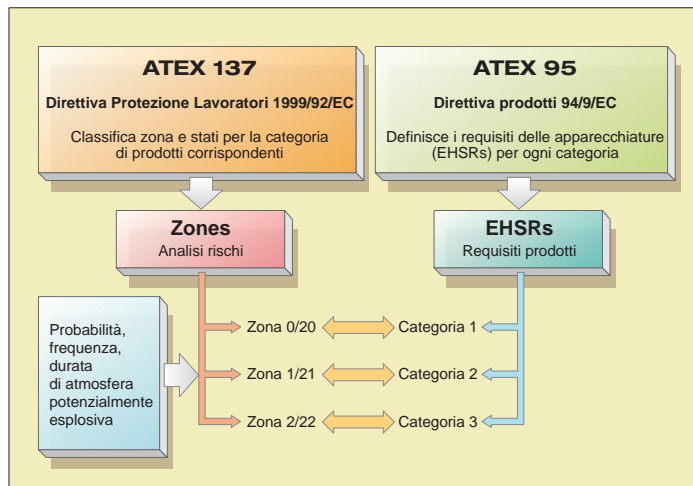 ATEX 137
Direttiva Protezione Lavoratori 1999/92/EC
Classifica zona e stati per la categoria
di prodotti corrispondenti
ATEX 95
Direttiva prodotti 94/9/EC
Definisce i requisiti delle apparecchiature
(EHSRs) per ogni categoria
Zones
Analisi rischi
EHSRs
Requisiti prodotti
Probabilità,
frequenza,
durata
di atmosfera
potenzialmente
esplosiva
Zona 0/20
Categoria 1
Zona 1/21
Categoria 2
Zona 2/22
Categoria 3